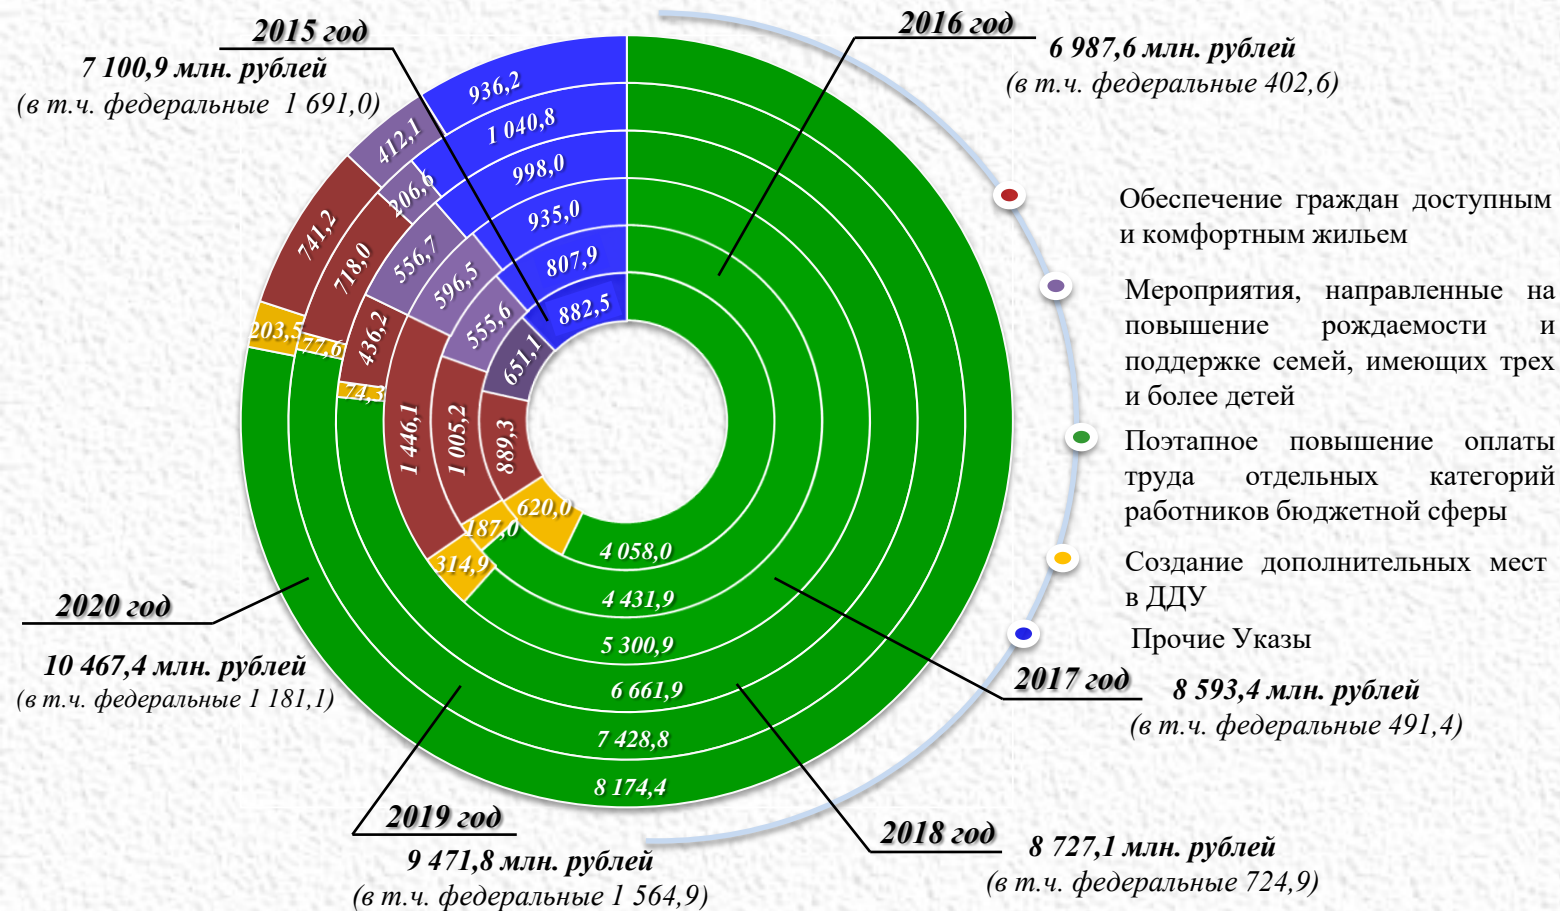 2015 год
7 100,9 млн. рублей
(в т.ч. федеральные 1 691,0)
2016 год
6 987,6 млн. рублей
(в т.ч. федеральные 402,6)
936,2
1 040,8
998,0
935,0
807,9
882,5
412,1
206,6
556,7
596,5
555,6
651,1
741,2
718,0
436,2
1 446,1
1 005,2
889,3
203,5
77,6
74,3
314,9
187,0
620,0
4 058,0
4 431,9
5 300,9
6 661,9
7 428,8
8 174,4
Обеспечение граждан доступным
и комфортным жильем
Мероприятия, направленные на
повышение рождаемости и
поддержке семей, имеющих трех
и более детей
Поэтапное повышение оплаты
труда отдельных категорий
работников бюджетной сферы
Создание дополнительных мест
в ДДУ
Прочие Указы
2017 год
8 593,4 млн. рублей
(в т.ч. федеральные 491,4)
2020 год
10 467,4 млн. рублей
(в т.ч. федеральные 1 181,1)
2019 год
9 471,8 млн. рублей
(в т.ч. федеральные 1 564,9)
2018 год
8 727,1 млн. рублей
(в т.ч. федеральные 724,9)